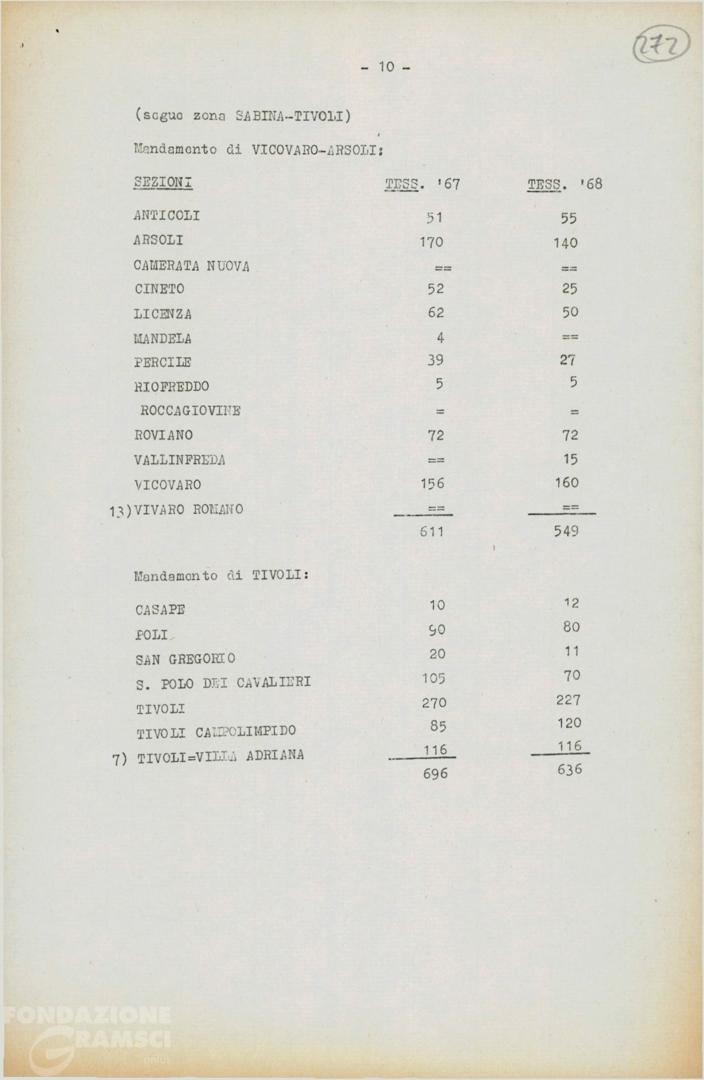 272
- 10 -
(segue zona SABINA-TIVOLI)
Mandamento di VICOVARO-ARSOLI:
SEZIONI TESS. '67 TESS. '68
ANTICOLI 51 55
ARSOLI 170 140
CAMERATA NUOVA == ==
CINETO 52 25
LICENZA 62 50
MANDELA 4 ==
PERCILE 39 27
RIOFREDDO 5 5
ROCCAGIOVINE = =
ROVIANO 72 72
VALLINFREDA == 15
VICOVARO 156 160
13) VIVARO ROMANO == ==
611 549
Mandamento di TIVOLI:
CASAPE 10 12
POLI 90 80
SAN GREGORIO 20 11
S. POLO DEI CAVALIERI 105 70
TIVOLI 270 227
TIVOLI CAMPOLIMPIDO 85 120
7) TIVOLI=VILLA ADRIANA 116 116
696 636
FONDAZIONE
GRAMSCI
onlus